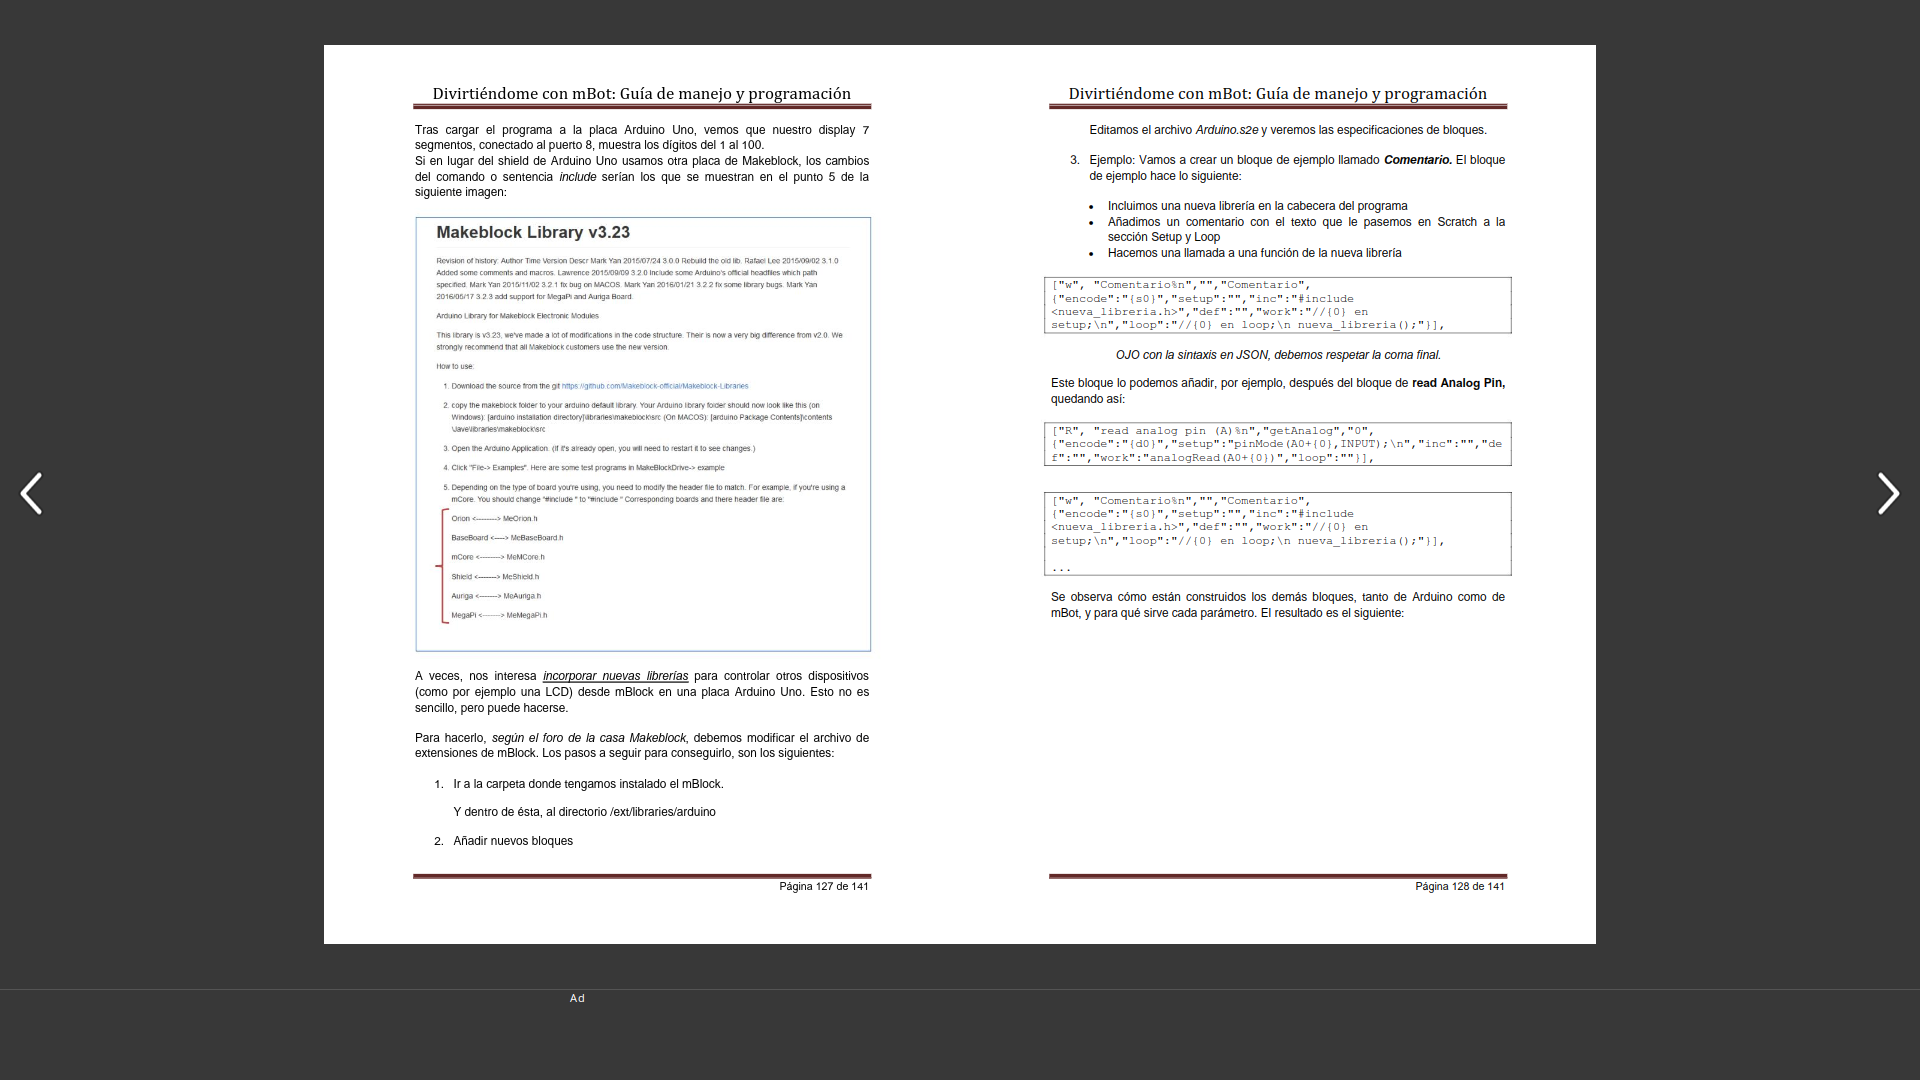 Divirtiéndome con mBot: Guía de manejo y programación
Tras cargar el programa a la placa Arduino Uno, vemos que nuestro display 7
segmentos, conectado al puerto 8, muestra los dígitos del 1 al 100.
Si en lugar del shield de Arduino Uno usamos otra placa de Makeblock, los cambios
del comando o sentencia include serían los que se muestran en el punto 5 de la
siguiente imagen:
Makeblock Library v3.23
Revision of history: Author Time Version Descr Mark Yan 2015/07/24 3.0.0 Rebuild the old lib. Rafael Lee 2015/09/02 3.1.0
Added some comments and macros. Lawrence 2015/09/09 3.2.0 Include some Arduino's official headfiles which path
specified. Mark Yan 2015/11/02 3.2.1 fix bug on MACOS. Mark Yan 2016/01/21 3.2.2 fix some library bugs. Mark Yan
2016/05/17 3.2.3 add support for MegaPi and Auriga Board.
Arduino Library for Makeblock Electronic Modules
This library is v3.23, we've made a lot of modifications in the code structure. Their is now a very big difference from v2.0. We
strongly recommend that all Makeblock customers use the new version.
How to use:
1. Download the source from the git https://github.com/Makeblock-official/Makeblock-Libraries
2. copy the makeblock folder to your arduino default library. Your Arduino library folder should now look like this (on
Windows): [arduino installation directory]\libraries\makeblock\src (On MACOS): [arduino Package Contents]\contents
\Jave\libraries\makeblock\src
3. Open the Arduino Application. (If it's already open, you will need to restart it to see changes.)
4. Click "File-> Examples". Here are some test programs in MakeBlockDrive-> example
5. Depending on the type of board you're using, you need to modify the header file to match. For example, if you're using a
mCore. You should change "#include " to "#include " Corresponding boards and there header file are:
Orion <--------> MeOrion.h
BaseBoard <-----> MeBaseBoard.h
mCore <--------> MeMCore.h
Shield <-------> MeShield.h
Auriga <-------> MeAuriga.h
MegaPi <--------> MeMegaPi.h
A veces, nos interesa incorporar nuevas librerías para controlar otros dispositivos
(como por ejemplo una LCD) desde mBlock en una placa Arduino Uno. Esto no es
sencillo, pero puede hacerse.
Para hacerlo, según el foro de la casa Makeblock, debemos modificar el archivo de
extensiones de mBlock. Los pasos a seguir para conseguirlo, son los siguientes:
1. Ir a la carpeta donde tengamos instalado el mBlock.
Y dentro de ésta, al directorio /ext/libraries/arduino
2. Añadir nuevos bloques
Página 127 de 141
Divirtiéndome con mBot: Guía de manejo y programación
Editamos el archivo Arduino.s2e y veremos las especificaciones de bloques.
3. Ejemplo: Vamos a crear un bloque de ejemplo llamado Comentario. El bloque
de ejemplo hace lo siguiente:
• Incluimos una nueva librería en la cabecera del programa
• Añadimos un comentario con el texto que le pasemos en Scratch a la
sección Setup y Loop
• Hacemos una llamada a una función de la nueva librería
["w", "Comentario%n","","Comentario",
{"encode":"{s0}","setup":"","inc":"#include
<nueva_libreria.h>","def":"","work":"//{0} en
setup;\n","loop":"//{0} en loop;\n nueva_libreria();"}],
OJO con la sintaxis en JSON, debemos respetar la coma final.
Este bloque lo podemos añadir, por ejemplo, después del bloque de read Analog Pin,
quedando así:
["R", "read analog pin (A)%n","getAnalog","0",
{"encode":"{d0}","setup":"pinMode(A0+{0},INPUT);\n","inc":"","de
f":"","work":"analogRead(A0+{0})","loop":""}],
["w", "Comentario%n","","Comentario",
{"encode":"{s0}","setup":"","inc":"#include
<nueva_libreria.h>","def":"","work":"//{0} en
setup;\n","loop":"//{0} en loop;\n nueva_libreria();"}],
...
Se observa cómo están construidos los demás bloques, tanto de Arduino como de
mBot, y para qué sirve cada parámetro. El resultado es el siguiente:
Página 128 de 141
Ad